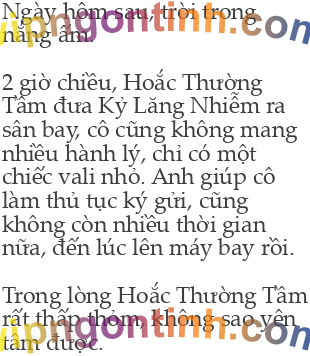 Ngày hôm sau, trời trong
nắng ấm.
2 giờ chiều, Hoắc Thường
Tầm đưa Kỷ Lăng Nhiễm ra
sân bay, cô cũng không mang
nhiều hành lý, chỉ có một
chiếc vali nhỏ. Anh giúp cô
làm thủ tục ký gửi, cũng
không còn nhiều thời gian
nữa, đến lúc lên máy bay rồi.
Trong lòng Hoắc Thường Tầm
rất thấp thỏm, không sao yên
tâm được.